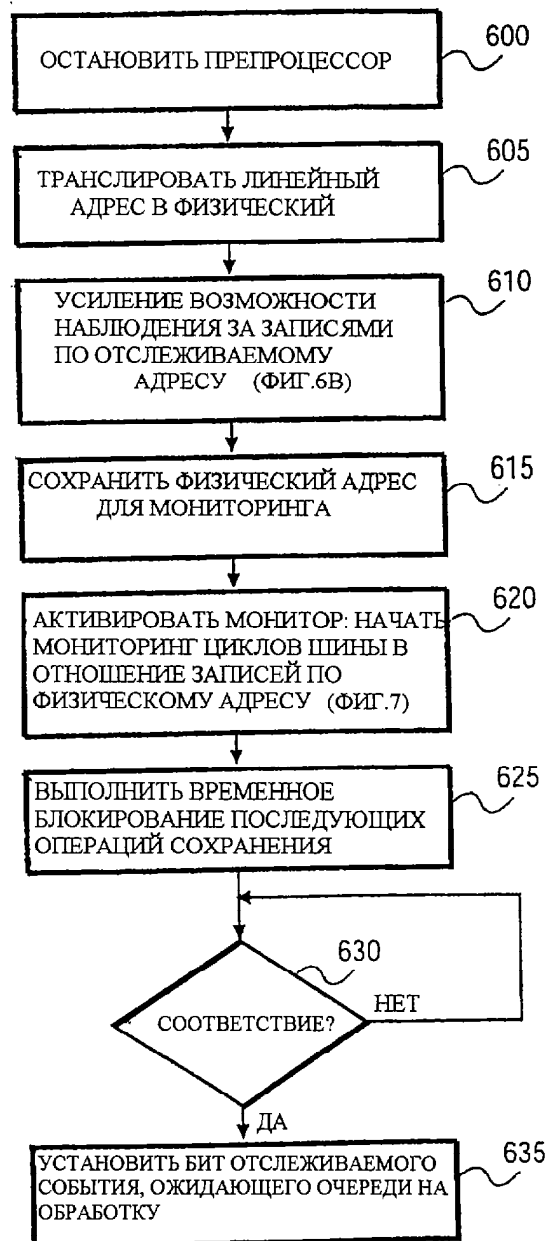 ОСТАНОВИТЬ ПРЕПРОЦЕССОР
600
ТРАНСЛИРОВАТЬ ЛИНЕЙНЫЙ
АДРЕС В ФИЗИЧЕСКИЙ
605
УСИЛЕНИЕ ВОЗМОЖНОСТИ
НАБЛЮДЕНИЯ ЗА ЗАПИСЯМИ
ПО ОТСЛЕЖИВАЕМОМУ
АДРЕСУ (ФИГ.6В)
610
СОХРАНИТЬ ФИЗИЧЕСКИЙ АДРЕС
ДЛЯ МОНИТОРИНГА
615
АКТИВИРОВАТЬ МОНИТОР: НАЧАТЬ
МОНИТОРИНГ ЦИКЛОВ ШИНЫ В
ОТНОШЕНИЕ ЗАПИСЕЙ ПО
ФИЗИЧЕСКОМУ АДРЕСУ (ФИГ.7)
620
ВЫПОЛНИТЬ ВРЕМЕННОЕ
БЛОКИРОВАНИЕ ПОСЛЕДУЮЩИХ
ОПЕРАЦИЙ СОХРАНЕНИЯ
625
630
СООТВЕТСТВИЕ?
НЕТ
ДА
УСТАНОВИТЬ БИТ ОТСЛЕЖИВАЕМОГО
СОБЫТИЯ, ОЖИДАЮЩЕГО ОЧЕРЕДИ НА
ОБРАБОТКУ
635